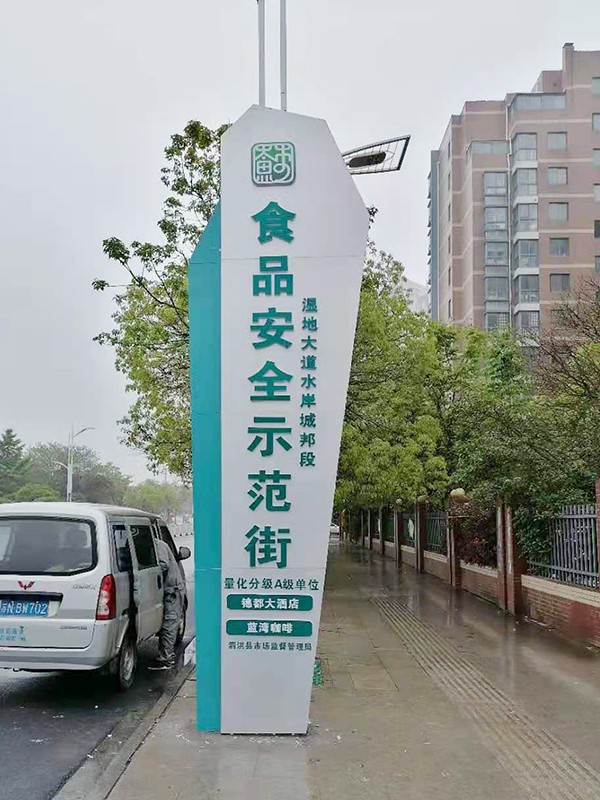 食品安全示范街
湿地大道水岸城邦段
量化分级A级单位
德都大酒店
蓝湾咖啡
泗洪县市场监督管理局
NBW702